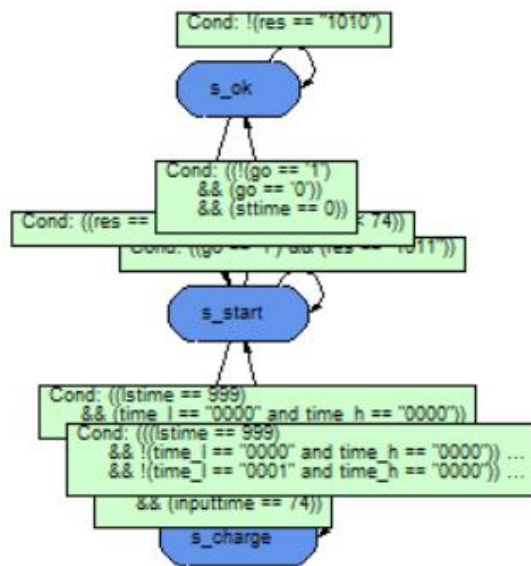 Cond: !(res == "1010")
s_ok
Cond: ((!(go == '1')
&& (go == '0'))
&& (sttime == 0))
Cond: ((res == 74))
Cond: ((go == '1') && (res == "1011"))
s_start
Cond: ((lstime == 999)
&& (time_l == "0000" and time_h == "0000"))
Cond: (((lstime == 999)
&& !(time_l == "0000" and time_h == "0000")) ...
&& !(time_l == "0001" and time_h == "0000")) ...
&& (inputtime == 74))
s_charge